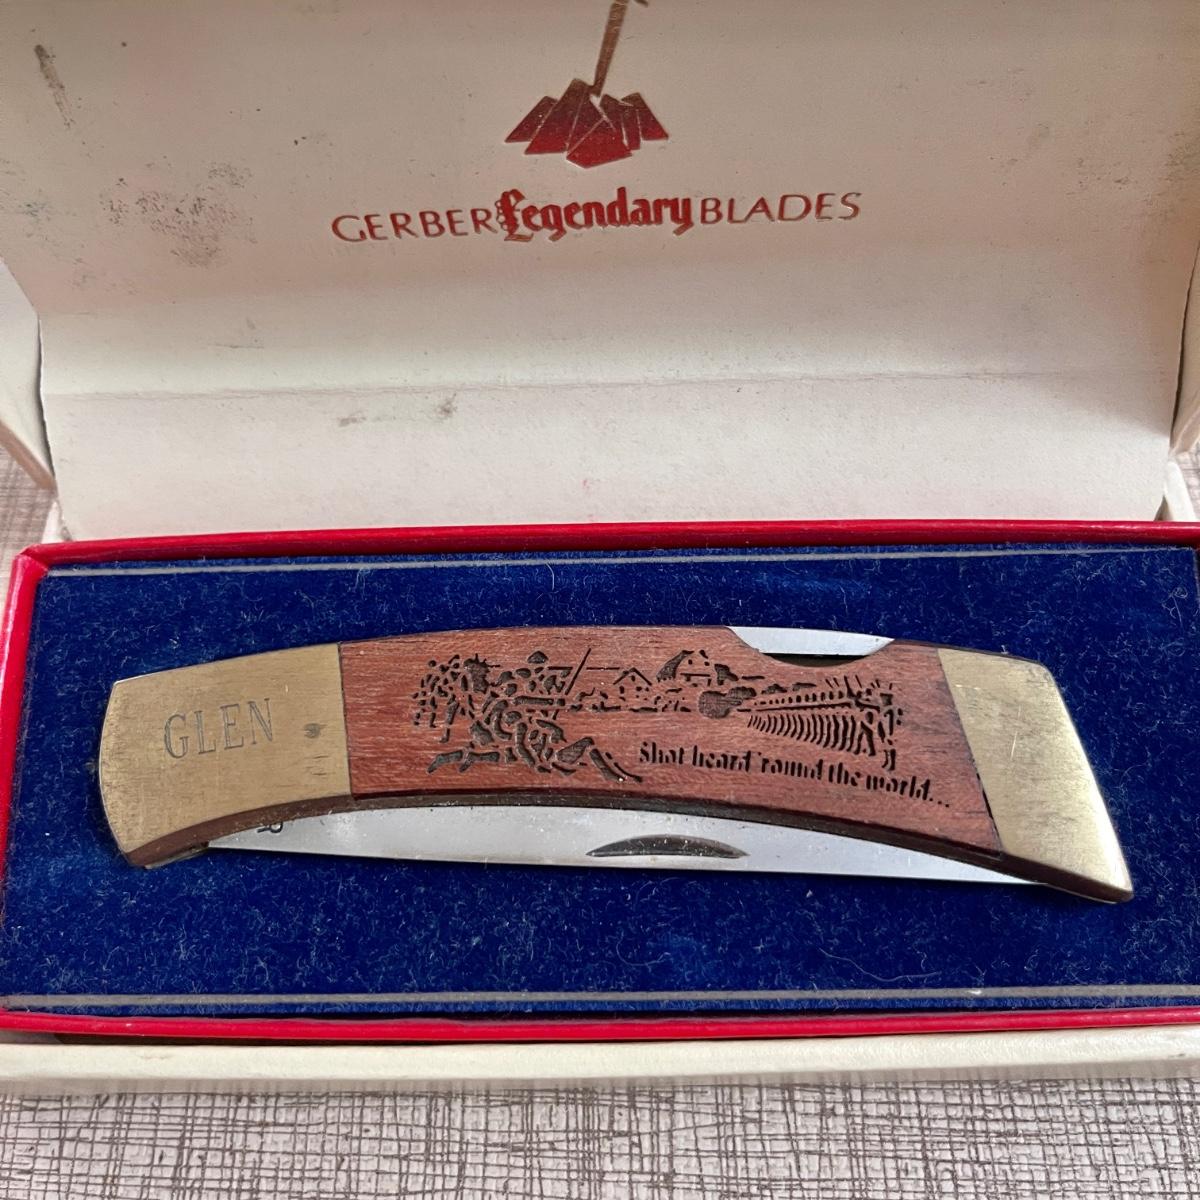 GERBER Legendary BLADES
GLEN
Shot heard 'round the world...